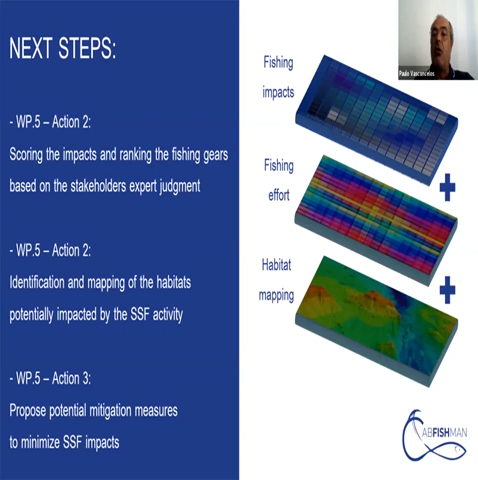 NEXT STEPS:
- WP.5 – Action 2:
Scoring the impacts and ranking the fishing gears
based on the stakeholders expert judgment
- WP.5 – Action 2:
Identification and mapping of the habitats
potentially impacted by the SSF activity
- WP.5 – Action 3:
Propose potential mitigation measures
to minimize SSF impacts
Fishing
impacts
+
Fishing
effort
+
Habitat
mapping
Paulo Vasconcelos
CABFISHMAN